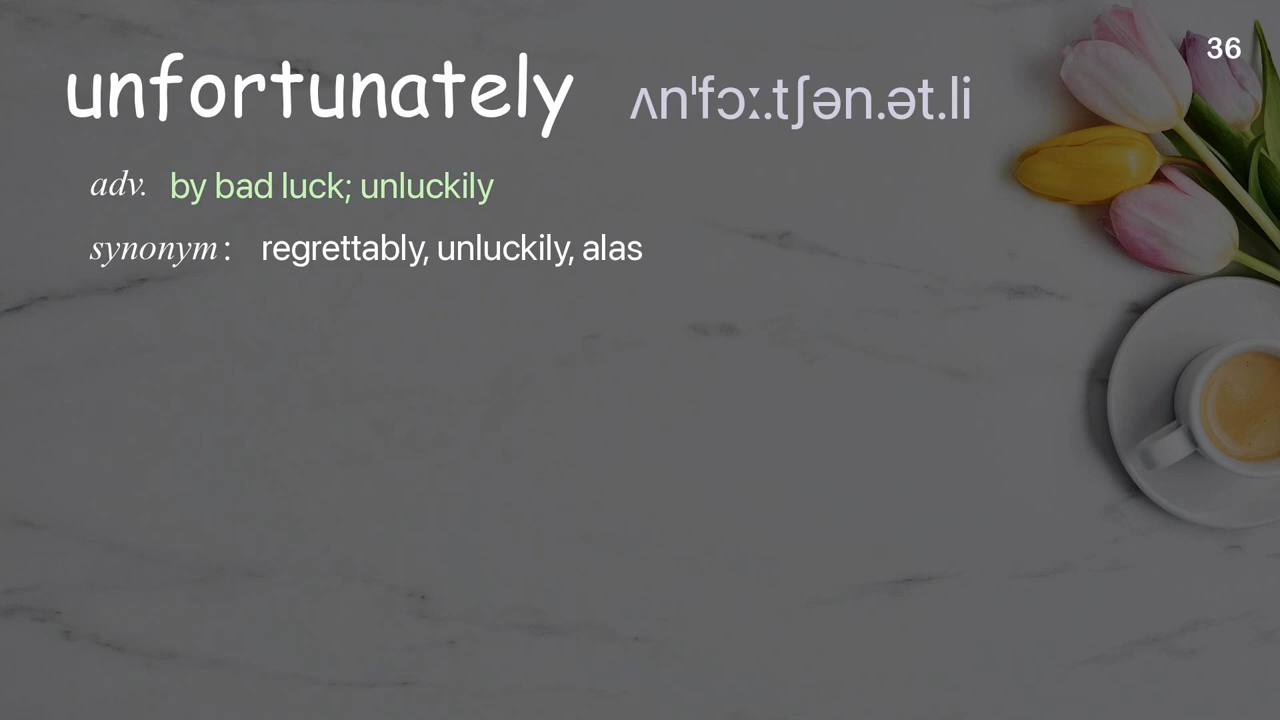 36
unfortunately ʌnˈfɔː.tʃən.ət.li
adv. by bad luck; unluckily
synonym: regrettably, unluckily, alas